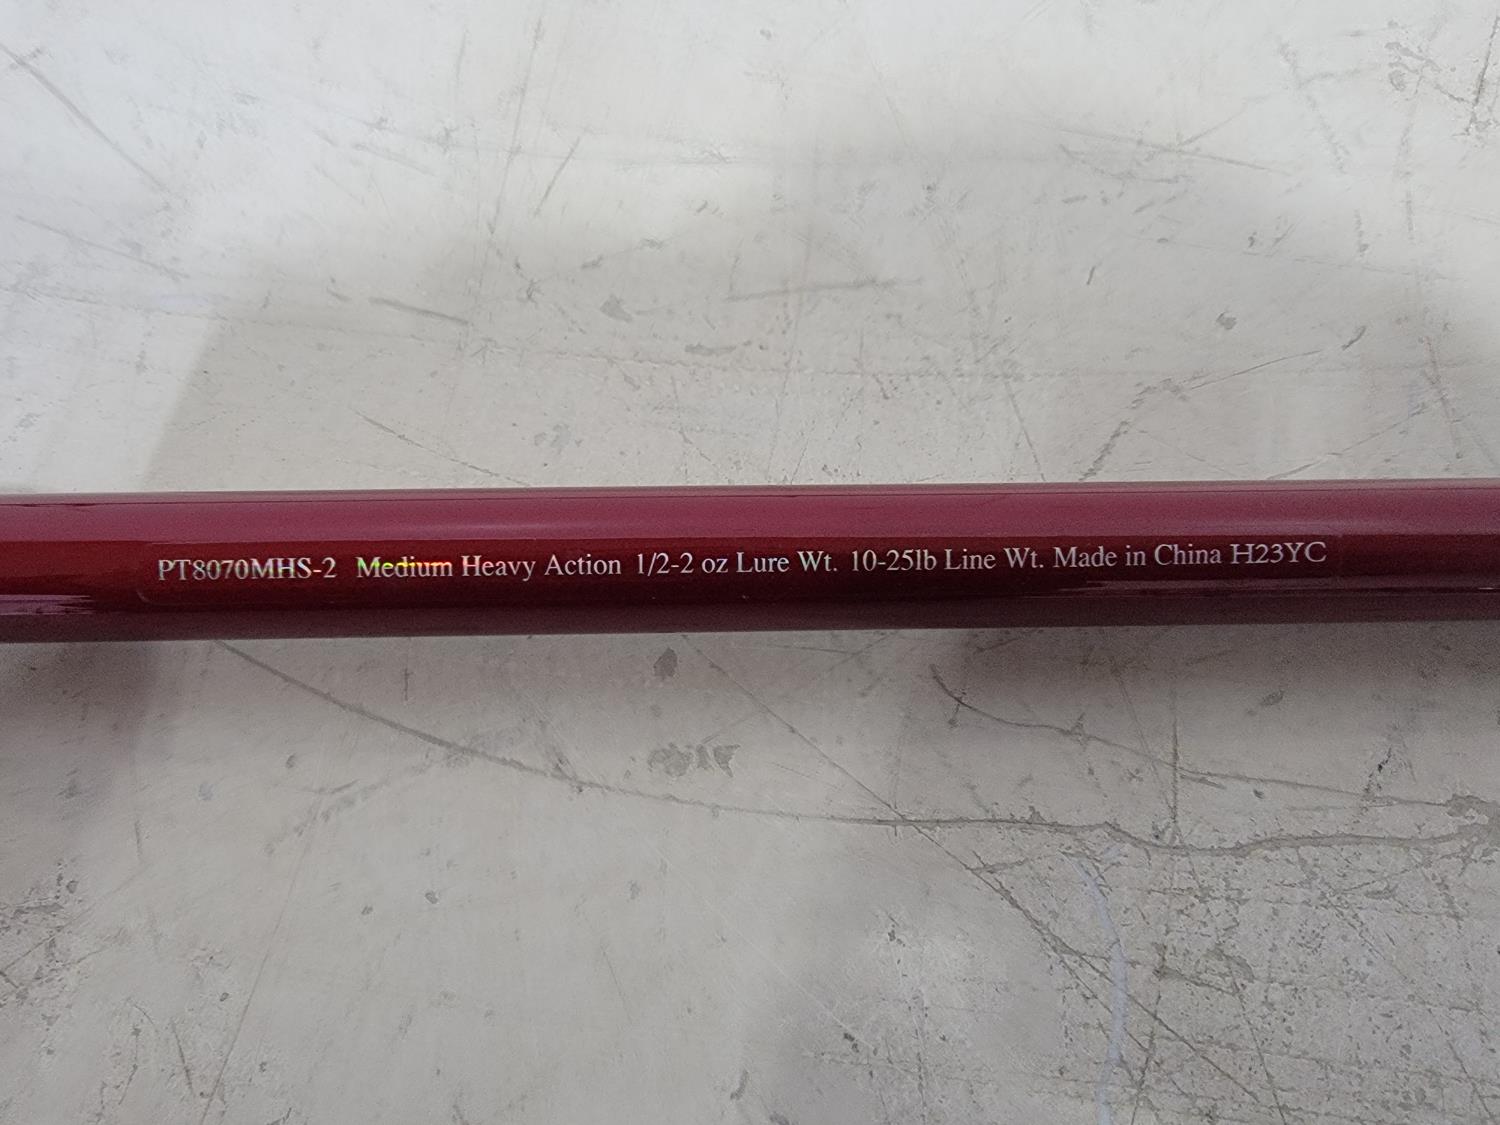 PT8070MHS-2 Medium Heavy Action 1/2-2 oz Lure Wt. 10-25lb Line Wt. Made in China H23YC